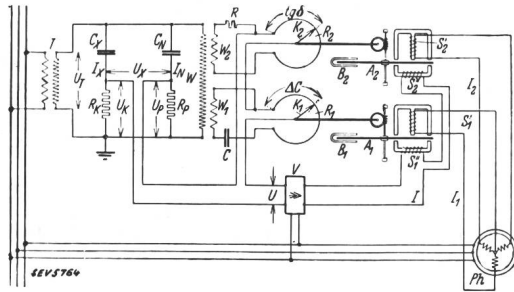 T
U_T
C_X
C_N
I_X
U_X
I_N
R_K
U_K
U_P
R_P
W
R
W_2
W_1
C
tgδ
K_2
R_2
ΔC
K_1
R_1
B_2
A_2
B_1
A_1
S_2'
S_2"
S_1'
S_1"
I_2
I_1
I
U
V
Ph
SEV5764